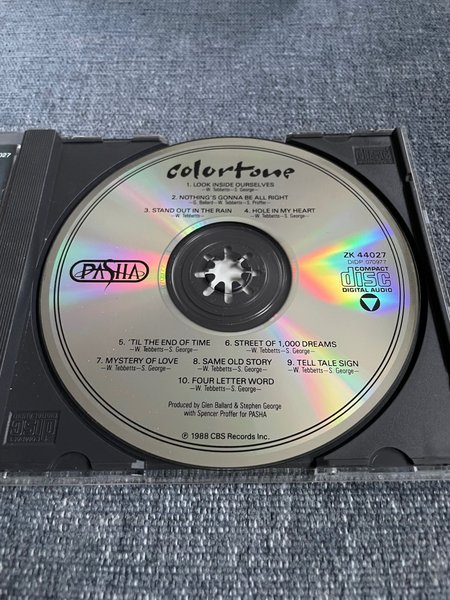 colortone
1. LOOK INSIDE OURSELVES
—W. Tebbetts—S. George—
2. NOTHING'S GONNA BE ALL RIGHT
—G. Ballard—W. Tebbetts—S. Proffer—
3. STAND OUT IN THE RAIN 4. HOLE IN MY HEART
—W. Tebbetts— —W. Tebbetts—S. George—
PASHA
ZK 44027
DIDP 070977
COMPACT
disc
DIGITAL AUDIO
5. 'TIL THE END OF TIME 6. STREET OF 1,000 DREAMS
—W. Tebbetts—S. George— —W. Tebbetts—S. George—
7. MYSTERY OF LOVE 8. SAME OLD STORY 9. TELL TALE SIGN
—W. Tebbetts—S. George— —W. Tebbetts—S. George— —W. Tebbetts—S. George—
10. FOUR LETTER WORD
—W. Tebbetts—S. George—
Produced by Glen Ballard & Stephen George
with Spencer Proffer for PASHA
℗ 1988 CBS Records Inc.